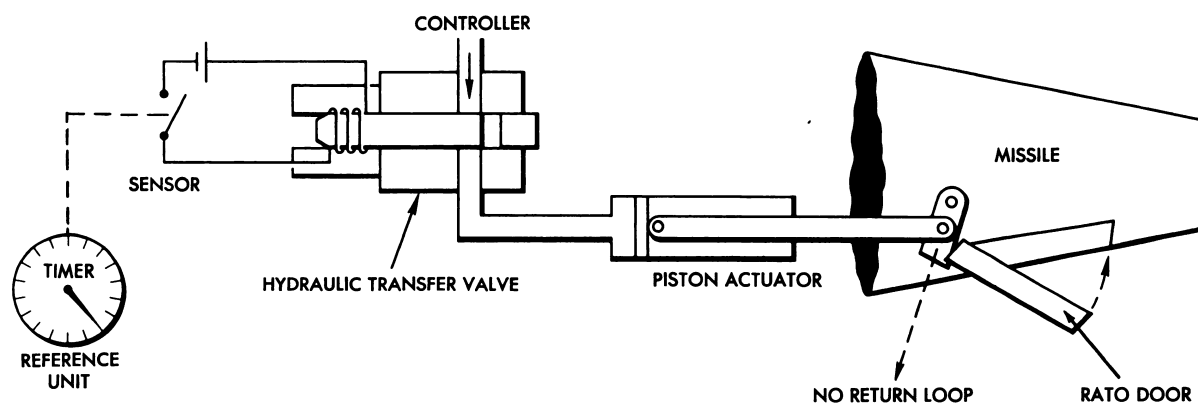 CONTROLLER
SENSOR
MISSILE
TIMER
HYDRAULIC TRANSFER VALVE
PISTON ACTUATOR
REFERENCE
UNIT
NO RETURN LOOP
RATO DOOR